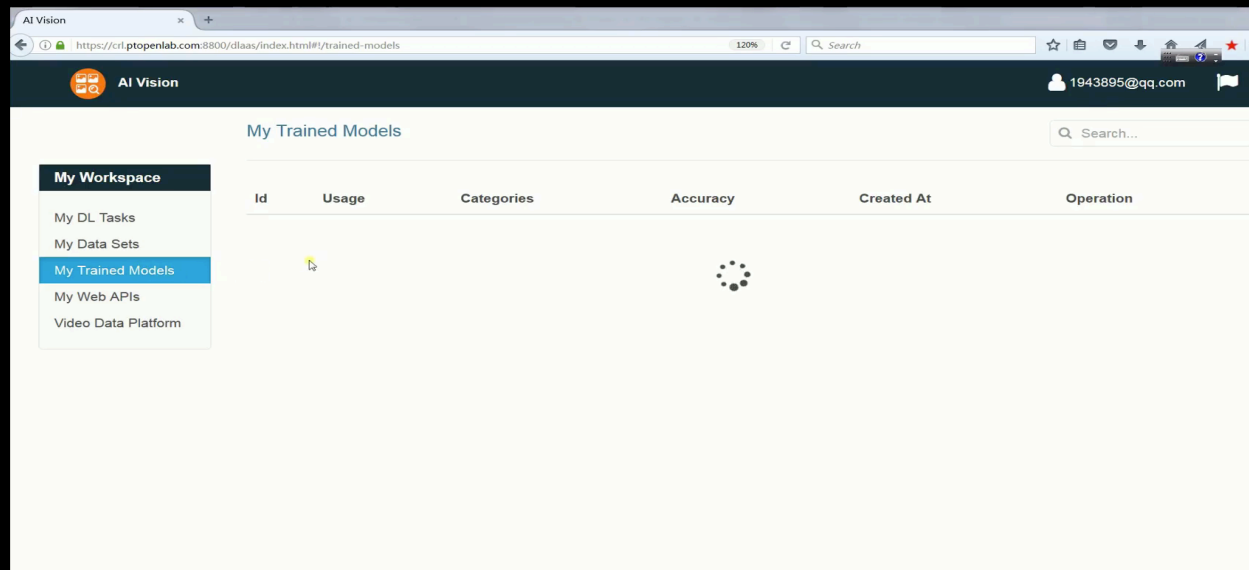 AI Vision
https://crl.ptopenlab.com:8800/dlaas/index.html#!/trained-models
120%
Search
AI Vision
1943895@qq.com
My Trained Models
Search...
My Workspace
Id Usage Categories Accuracy Created At Operation
My DL Tasks
My Data Sets
My Trained Models
My Web APIs
Video Data Platform